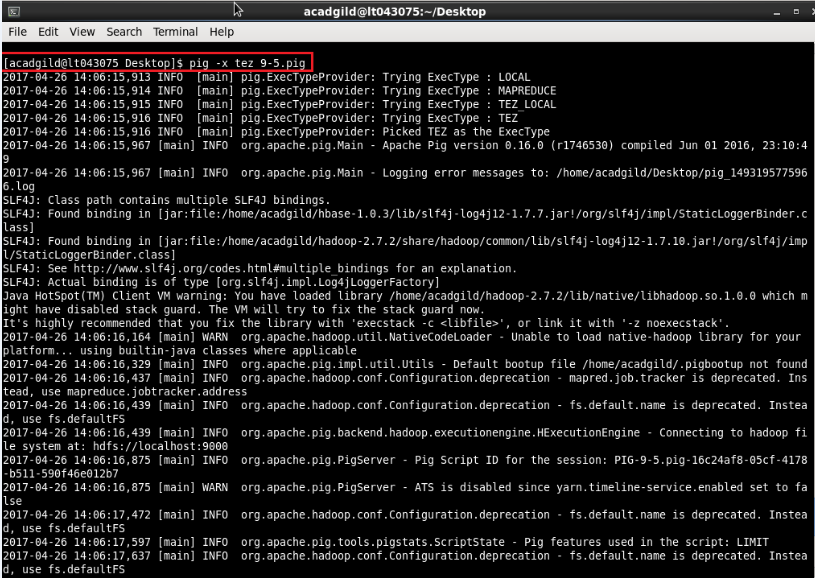 acadgild@lt043075:~/Desktop
File Edit View Search Terminal Help
[acadgild@lt043075 Desktop]$ pig -x tez 9-5.pig
2017-04-26 14:06:15,913 INFO  [main] pig.ExecTypeProvider: Trying ExecType : LOCAL
2017-04-26 14:06:15,914 INFO  [main] pig.ExecTypeProvider: Trying ExecType : MAPREDUCE
2017-04-26 14:06:15,915 INFO  [main] pig.ExecTypeProvider: Trying ExecType : TEZ_LOCAL
2017-04-26 14:06:15,916 INFO  [main] pig.ExecTypeProvider: Trying ExecType : TEZ
2017-04-26 14:06:15,916 INFO  [main] pig.ExecTypeProvider: Picked TEZ as the ExecType
2017-04-26 14:06:15,967 [main] INFO  org.apache.pig.Main - Apache Pig version 0.16.0 (r1746530) compiled Jun 01 2016, 23:10:4
9
2017-04-26 14:06:15,967 [main] INFO  org.apache.pig.Main - Logging error messages to: /home/acadgild/Desktop/pig_149319577596
6.log
SLF4J: Class path contains multiple SLF4J bindings.
SLF4J: Found binding in [jar:file:/home/acadgild/hbase-1.0.3/lib/slf4j-log4j12-1.7.7.jar!/org/slf4j/impl/StaticLoggerBinder.c
lass]
SLF4J: Found binding in [jar:file:/home/acadgild/hadoop-2.7.2/share/hadoop/common/lib/slf4j-log4j12-1.7.10.jar!/org/slf4j/imp
l/StaticLoggerBinder.class]
SLF4J: See http://www.slf4j.org/codes.html#multiple_bindings for an explanation.
SLF4J: Actual binding is of type [org.slf4j.impl.Log4jLoggerFactory]
Java HotSpot(TM) Client VM warning: You have loaded library /home/acadgild/hadoop-2.7.2/lib/native/libhadoop.so.1.0.0 which m
ight have disabled stack guard. The VM will try to fix the stack guard now.
It's highly recommended that you fix the library with 'execstack -c <libfile>', or link it with '-z noexecstack'.
2017-04-26 14:06:16,164 [main] WARN  org.apache.hadoop.util.NativeCodeLoader - Unable to load native-hadoop library for your
platform... using builtin-java classes where applicable
2017-04-26 14:06:16,329 [main] INFO  org.apache.pig.impl.util.Utils - Default bootup file /home/acadgild/.pigbootup not found
2017-04-26 14:06:16,437 [main] INFO  org.apache.hadoop.conf.Configuration.deprecation - mapred.job.tracker is deprecated. Ins
tead, use mapreduce.jobtracker.address
2017-04-26 14:06:16,439 [main] INFO  org.apache.hadoop.conf.Configuration.deprecation - fs.default.name is deprecated. Instea
d, use fs.defaultFS
2017-04-26 14:06:16,439 [main] INFO  org.apache.pig.backend.hadoop.executionengine.HExecutionEngine - Connecting to hadoop fi
le system at: hdfs://localhost:9000
2017-04-26 14:06:16,875 [main] INFO  org.apache.pig.PigServer - Pig Script ID for the session: PIG-9-5.pig-16c24af8-05cf-4178
-b511-590f46e012b7
2017-04-26 14:06:16,875 [main] WARN  org.apache.pig.PigServer - ATS is disabled since yarn.timeline-service.enabled set to fa
lse
2017-04-26 14:06:17,472 [main] INFO  org.apache.hadoop.conf.Configuration.deprecation - fs.default.name is deprecated. Instea
d, use fs.defaultFS
2017-04-26 14:06:17,597 [main] INFO  org.apache.pig.tools.pigstats.ScriptState - Pig features used in the script: LIMIT
2017-04-26 14:06:17,637 [main] INFO  org.apache.hadoop.conf.Configuration.deprecation - fs.default.name is deprecated. Instea
d, use fs.defaultFS